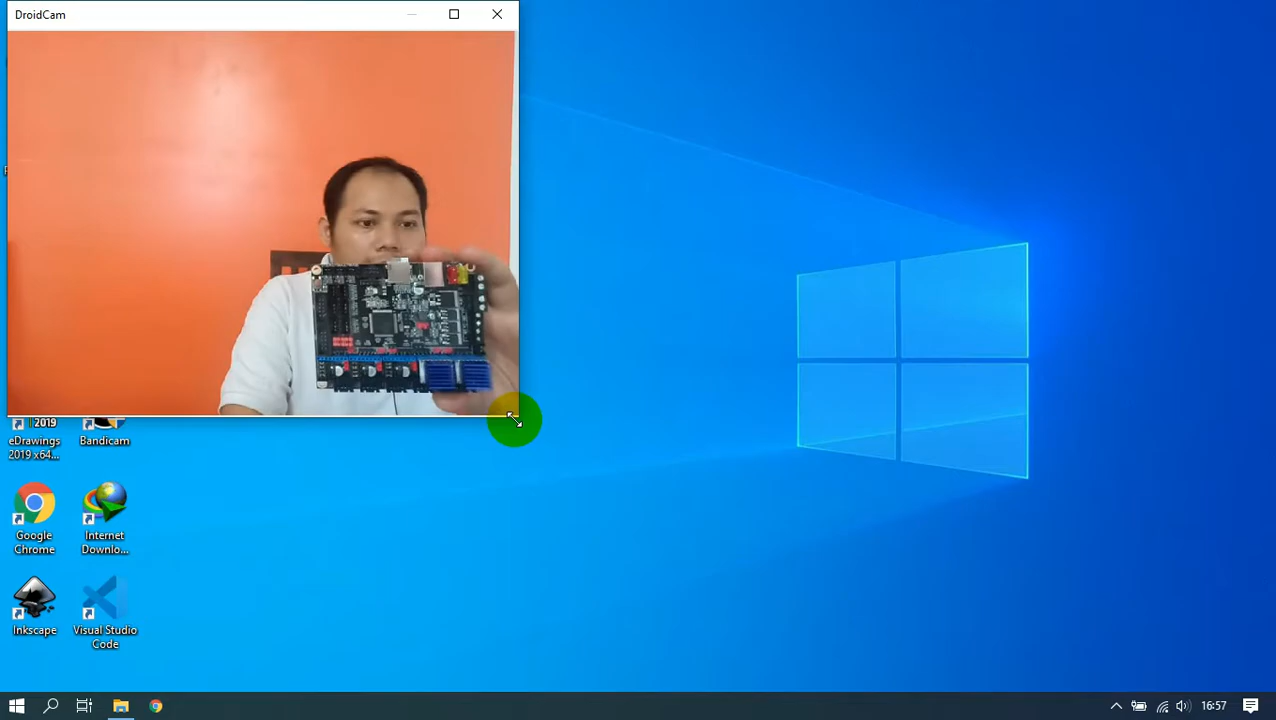 DroidCam
2019
eDrawings
2019 x64...
Bandicam
Google
Chrome
Internet
Downlo...
Inkscape
Visual Studio
Code
16:57